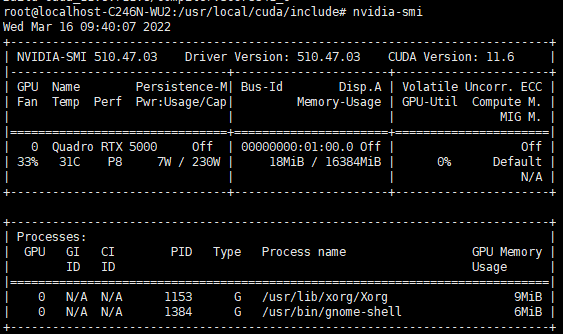 root@localhost-C246N-WU2:/usr/local/cuda/include# nvidia-smi
Wed Mar 16 09:40:07 2022
+-----------------------------------------------------------------------------+
| NVIDIA-SMI 510.47.03    Driver Version: 510.47.03    CUDA Version: 11.6     |
|-------------------------------+----------------------+----------------------+
| GPU  Name        Persistence-M| Bus-Id        Disp.A | Volatile Uncorr. ECC |
| Fan  Temp  Perf  Pwr:Usage/Cap|         Memory-Usage | GPU-Util  Compute M. |
|                               |                      |               MIG M. |
|===============================+======================+======================|
|   0  Quadro RTX 5000     Off  | 00000000:01:00.0 Off |                  Off |
| 33%   31C    P8     7W / 230W |     18MiB / 16384MiB |      0%      Default |
|                               |                      |                  N/A |
+-------------------------------+----------------------+----------------------+
+-----------------------------------------------------------------------------+
| Processes:                                                                  |
|  GPU   GI   CI        PID   Type   Process name                  GPU Memory |
|        ID   ID                                                   Usage      |
|=============================================================================|
|    0   N/A  N/A      1153      G   /usr/lib/xorg/Xorg                  9MiB |
|    0   N/A  N/A      1384      G   /usr/bin/gnome-shell                6MiB |
+-----------------------------------------------------------------------------+